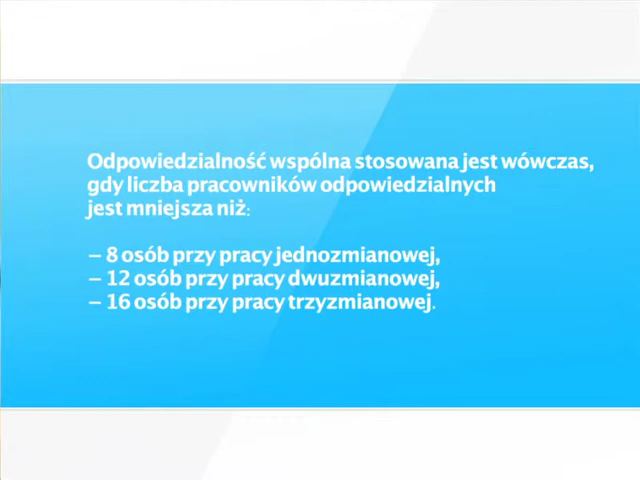 Odpowiedzialność wspólna stosowana jest wówczas,
gdy liczba pracowników odpowiedzialnych
jest mniejsza niż:
– 8 osób przy pracy jednozmianowej,
– 12 osób przy pracy dwuzmianowej,
– 16 osób przy pracy trzyzmianowej.